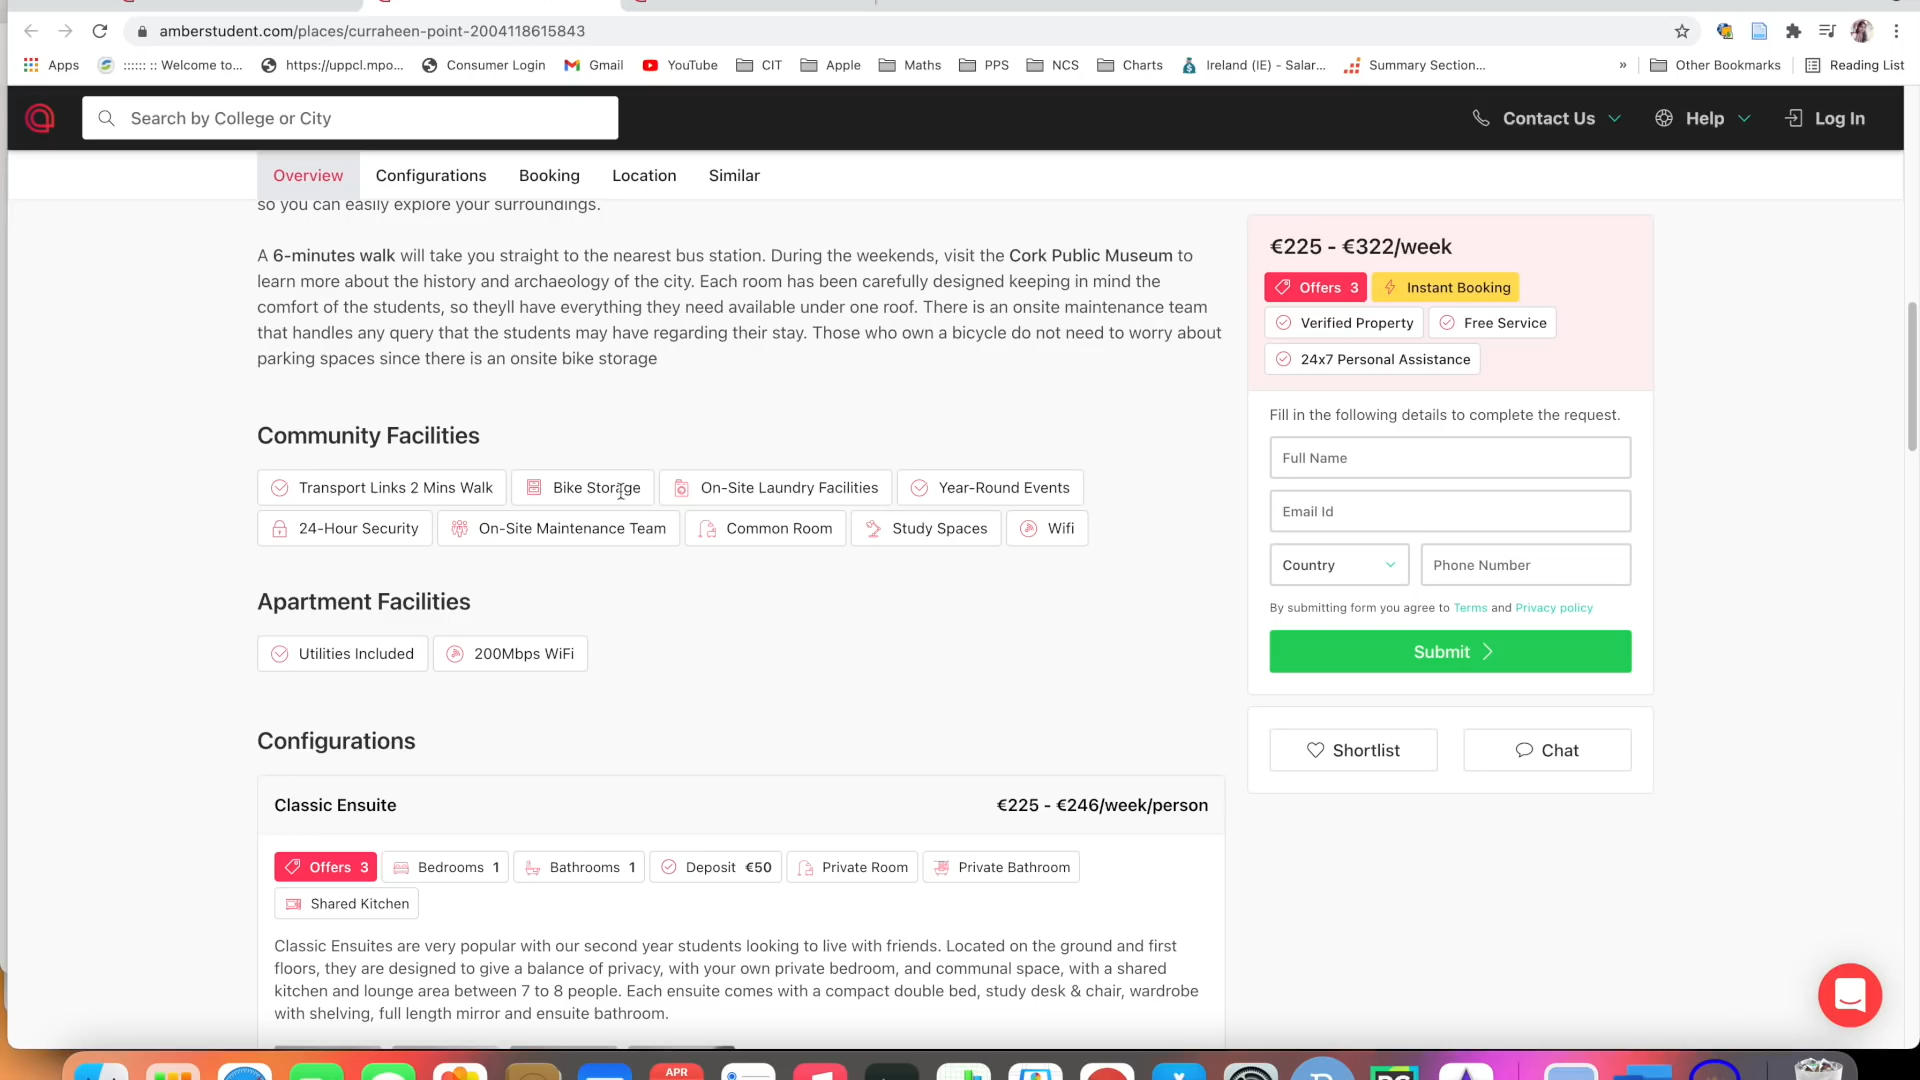 amberstudent.com/places/curraheen-point-2004118615843
Apps :::::: :: Welcome to... https://uppcl.mpo... Consumer Login Gmail YouTube CIT Apple Maths PPS NCS Charts Ireland (IE) - Salar... Summary Section... » Other Bookmarks Reading List
Search by College or City Contact Us Help Log In
Overview Configurations Booking Location Similar
so you can easily explore your surroundings.
A 6-minutes walk will take you straight to the nearest bus station. During the weekends, visit the Cork Public Museum to
learn more about the history and archaeology of the city. Each room has been carefully designed keeping in mind the
comfort of the students, so theyll have everything they need available under one roof. There is an onsite maintenance team
that handles any query that the students may have regarding their stay. Those who own a bicycle do not need to worry about
parking spaces since there is an onsite bike storage
Community Facilities
Transport Links 2 Mins Walk Bike Storage On-Site Laundry Facilities Year-Round Events
24-Hour Security On-Site Maintenance Team Common Room Study Spaces Wifi
Apartment Facilities
Utilities Included 200Mbps WiFi
Configurations
Classic Ensuite €225 - €246/week/person
Offers 3 Bedrooms 1 Bathrooms 1 Deposit €50 Private Room Private Bathroom
Shared Kitchen
Classic Ensuites are very popular with our second year students looking to live with friends. Located on the ground and first
floors, they are designed to give a balance of privacy, with your own private bedroom, and communal space, with a shared
kitchen and lounge area between 7 to 8 people. Each ensuite comes with a compact double bed, study desk & chair, wardrobe
with shelving, full length mirror and ensuite bathroom.
€225 - €322/week
Offers 3 Instant Booking
Verified Property Free Service
24x7 Personal Assistance
Fill in the following details to complete the request.
Full Name
Email Id
Country Phone Number
By submitting form you agree to Terms and Privacy policy
Submit
Shortlist Chat
APR